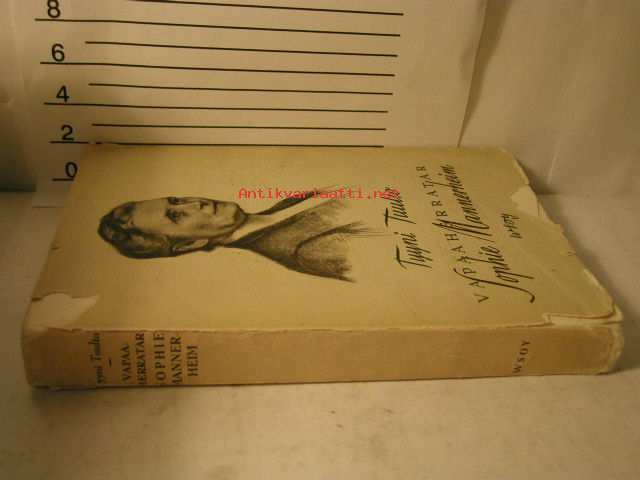 8
6
4
2
0
Antikvariaatti.net
Tyyni Tuulio
VAPAAHERRATAR
Sophie Mannerheim
WSOY
Tyyni Tuulio
VAPAA-
HERRATAR
SOPHIE
MANNER-
HEIM
WSOY